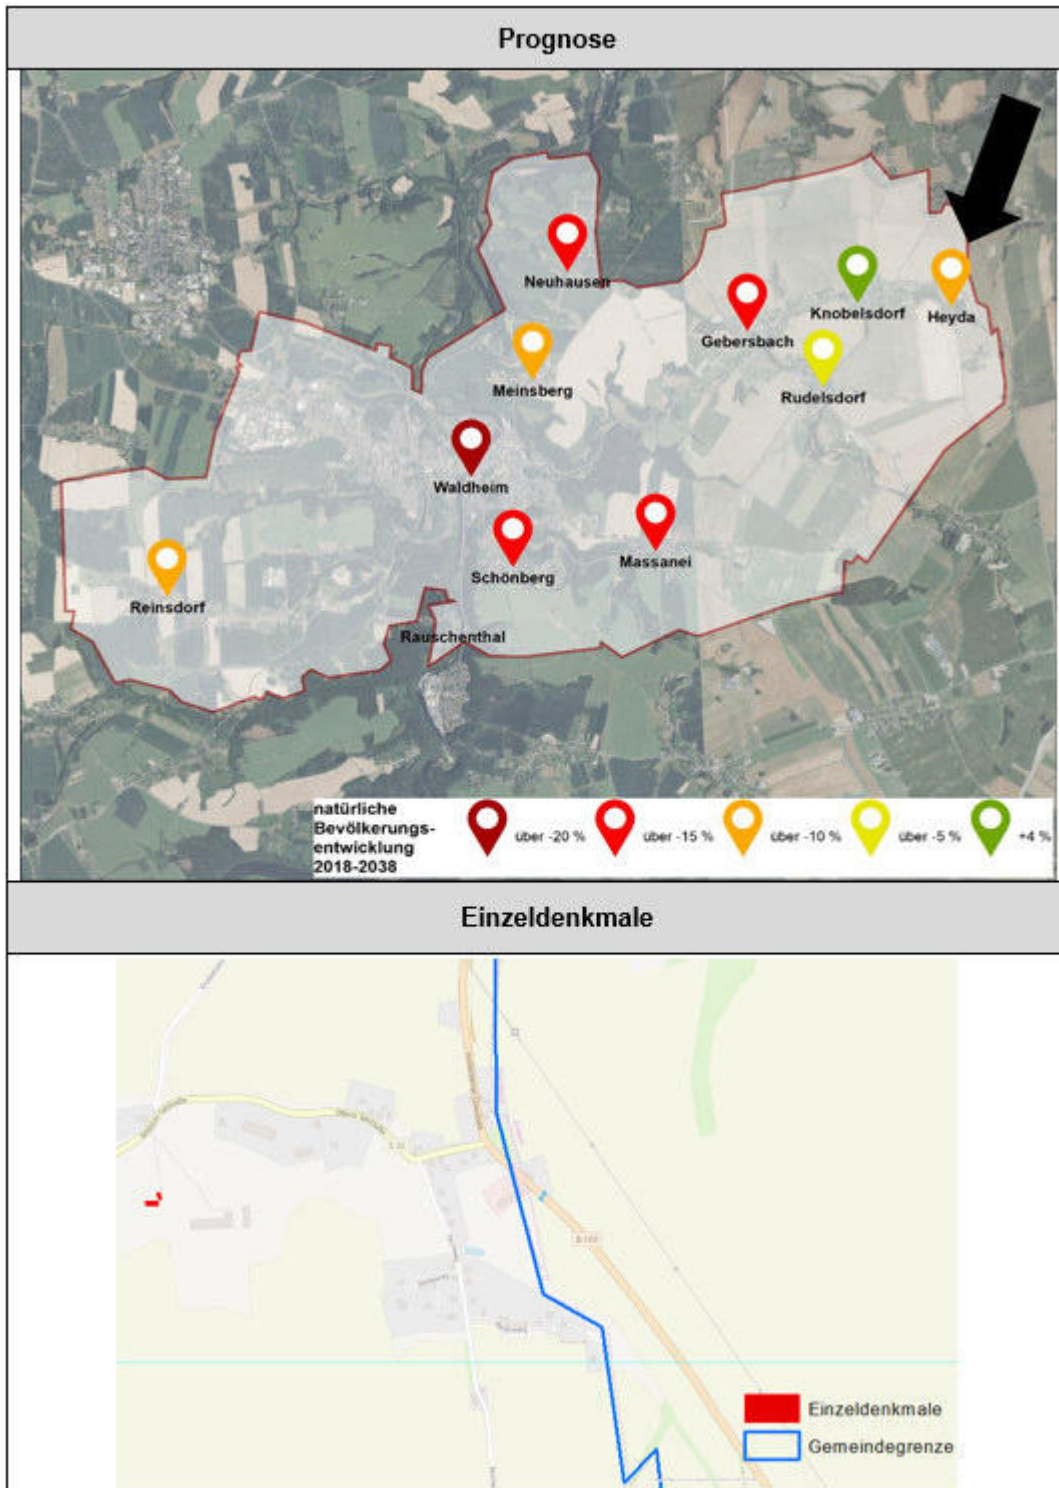 Prognose
Neuhausen
Knobelsdorf
Heyda
Gebersbach
Meinsberg
Rudelsdorf
Waldheim
Massanei
Schönberg
Reinsdorf
Rauschenthal
natürliche
Bevölkerungs-
entwicklung
2018-2038
über -20 %
über -15 %
über -10 %
über -5 %
+4 %
Einzeldenkmale
Einzeldenkmale
Gemeindegrenze